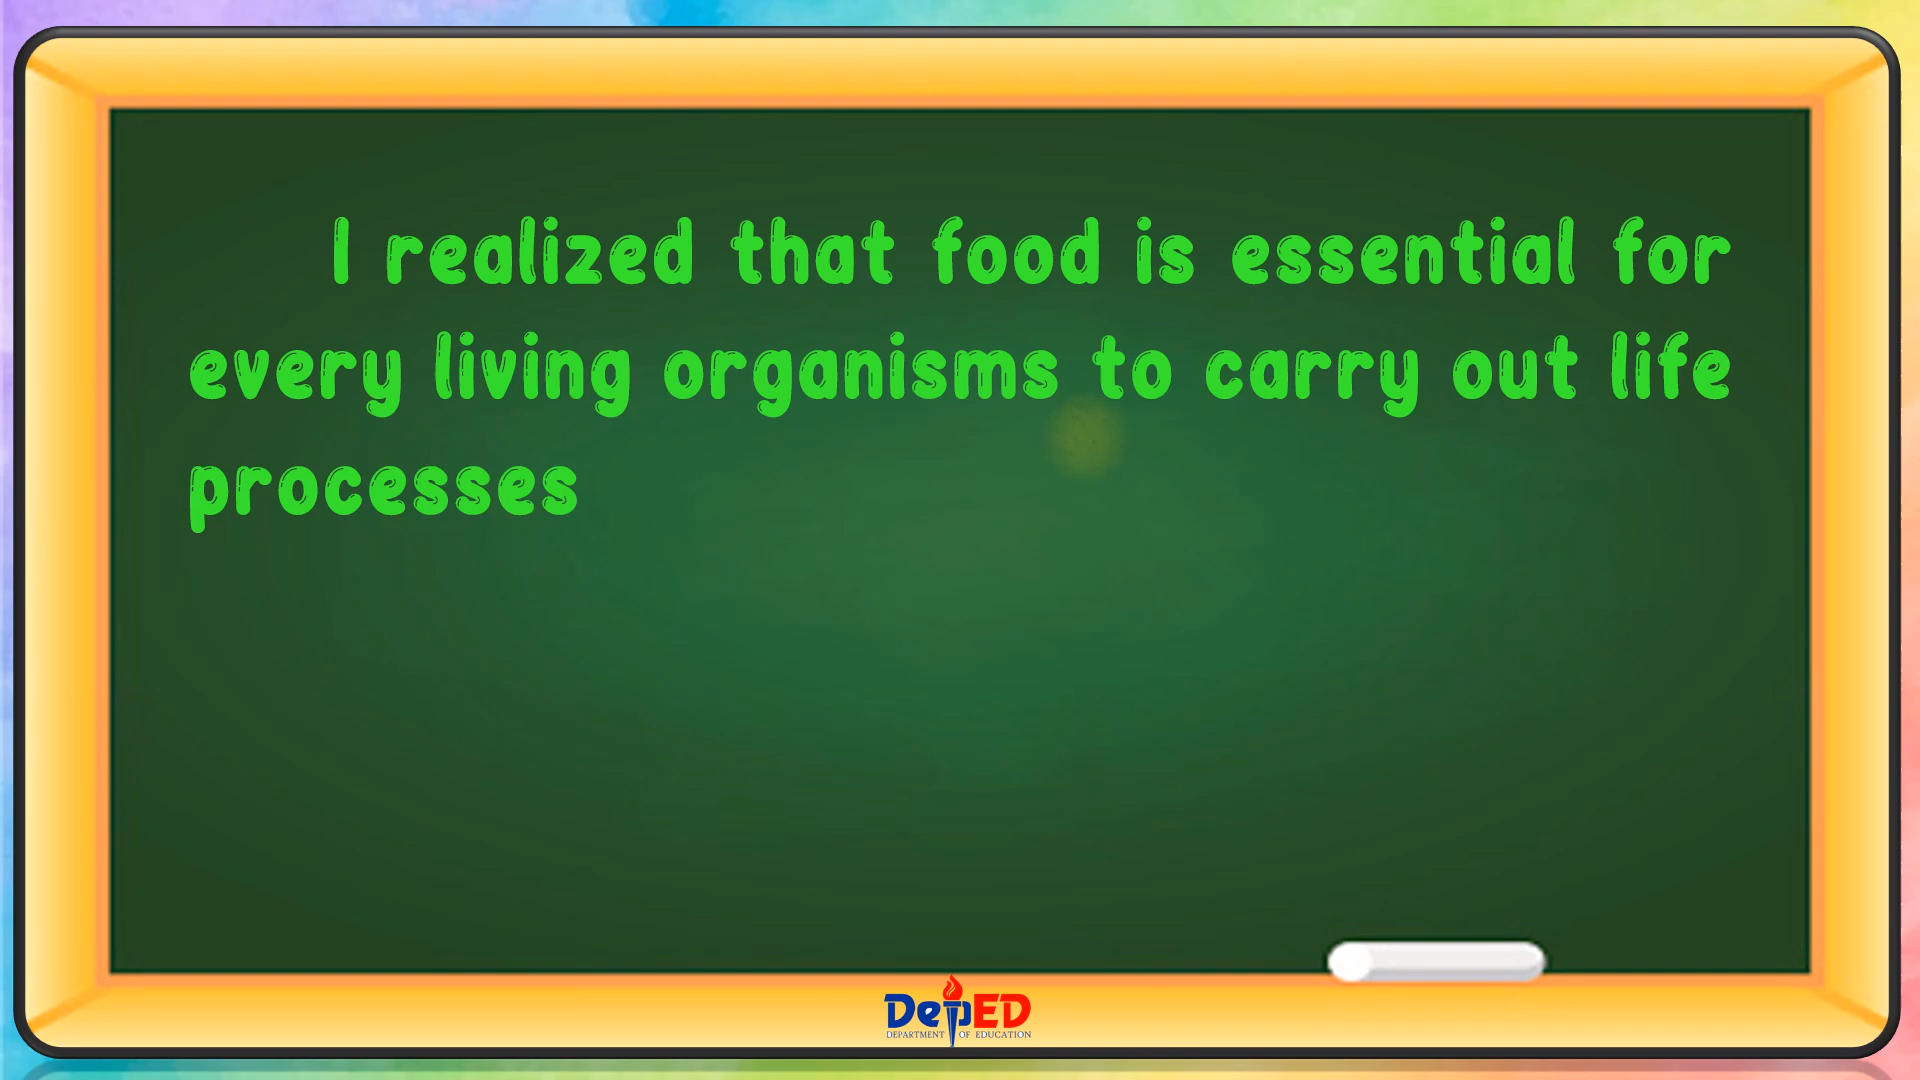 I realized that food is essential for
every living organisms to carry out life
processes
DepED
DEPARTMENT OF EDUCATION